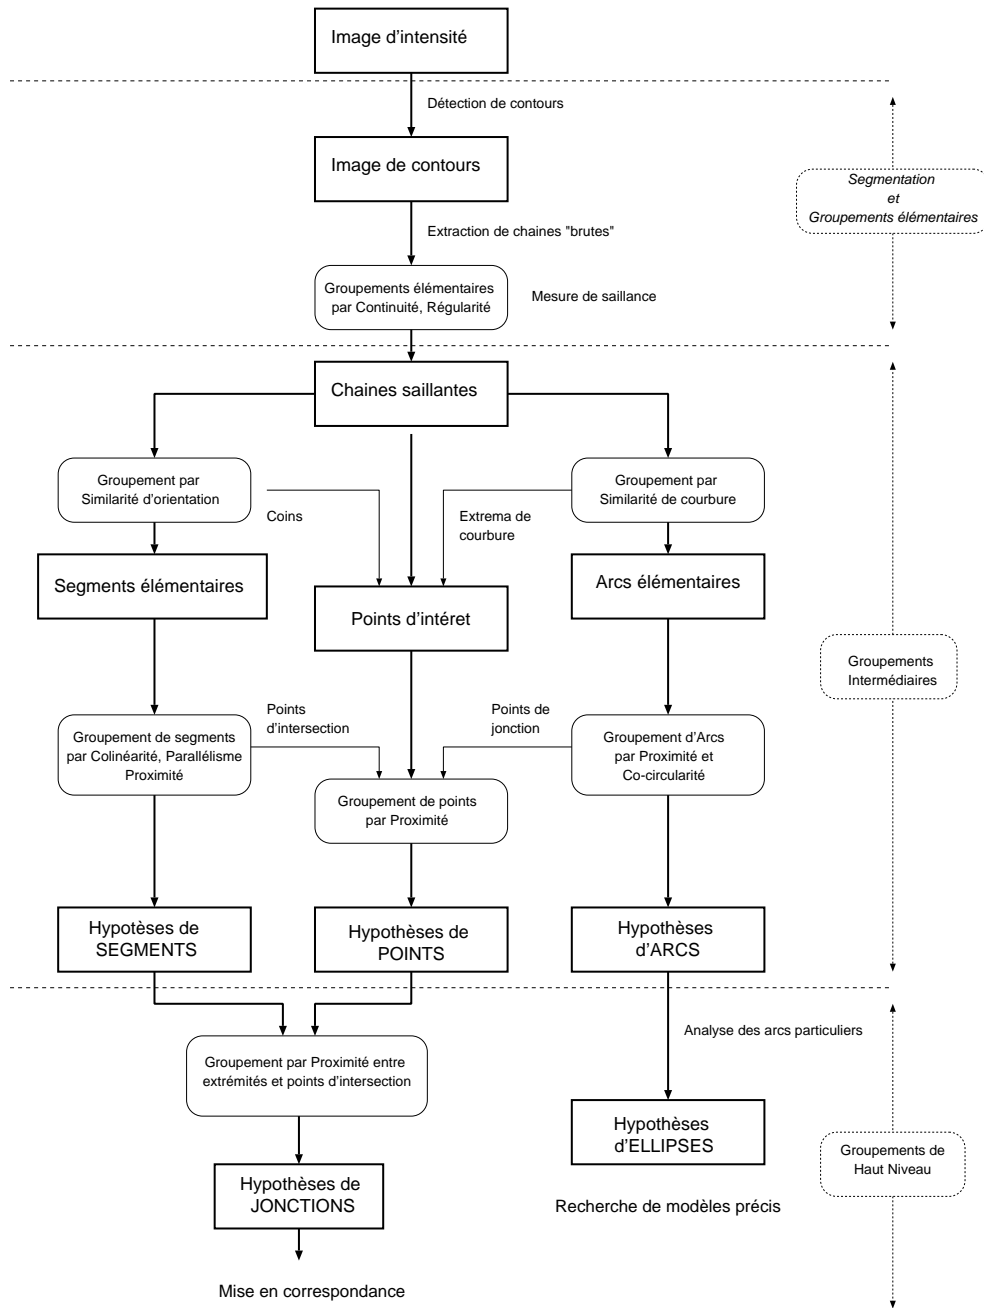 Image d'intensité
Détection de contours
Image de contours
Segmentation
et
Groupements élémentaires
Extraction de chaines "brutes"
Groupements élémentaires
par Continuité, Régularité
Mesure de saillance
Chaines saillantes
Groupement par
Similarité d'orientation
Groupement par
Similarité de courbure
Coins
Extrema de
courbure
Segments élémentaires
Points d'intéret
Arcs élémentaires
Groupements
Intermédiaires
Points
d'intersection
Points de
jonction
Groupement de segments
par Colinéarité, Parallélisme
Proximité
Groupement d'Arcs
par Proximité et
Co-circularité
Groupement de points
par Proximité
Hypotèses de
SEGMENTS
Hypothèses de
POINTS
Hypothèses
d'ARCS
Analyse des arcs particuliers
Groupement par Proximité entre
extrémités et points d'intersection
Hypothèses
d'ELLIPSES
Groupements de
Haut Niveau
Hypothèses de
JONCTIONS
Recherche de modèles précis
Mise en correspondance